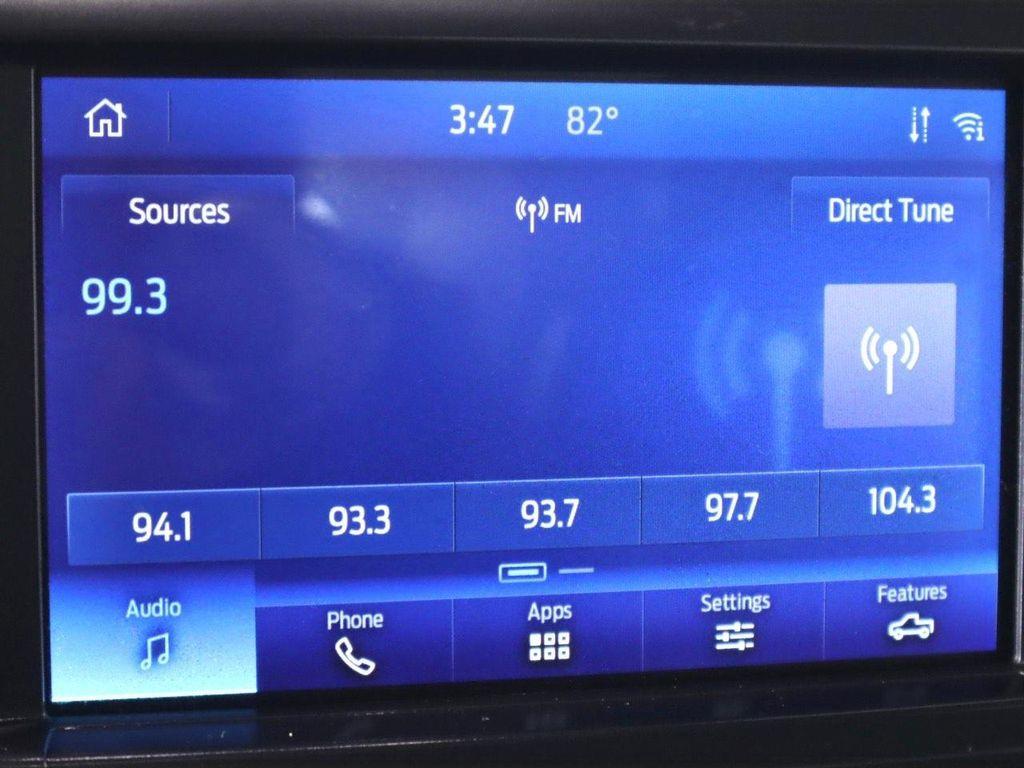 3:47 82°
Sources FM Direct Tune
99.3
94.1 93.3 93.7 97.7 104.3
Audio Phone Apps Settings Features